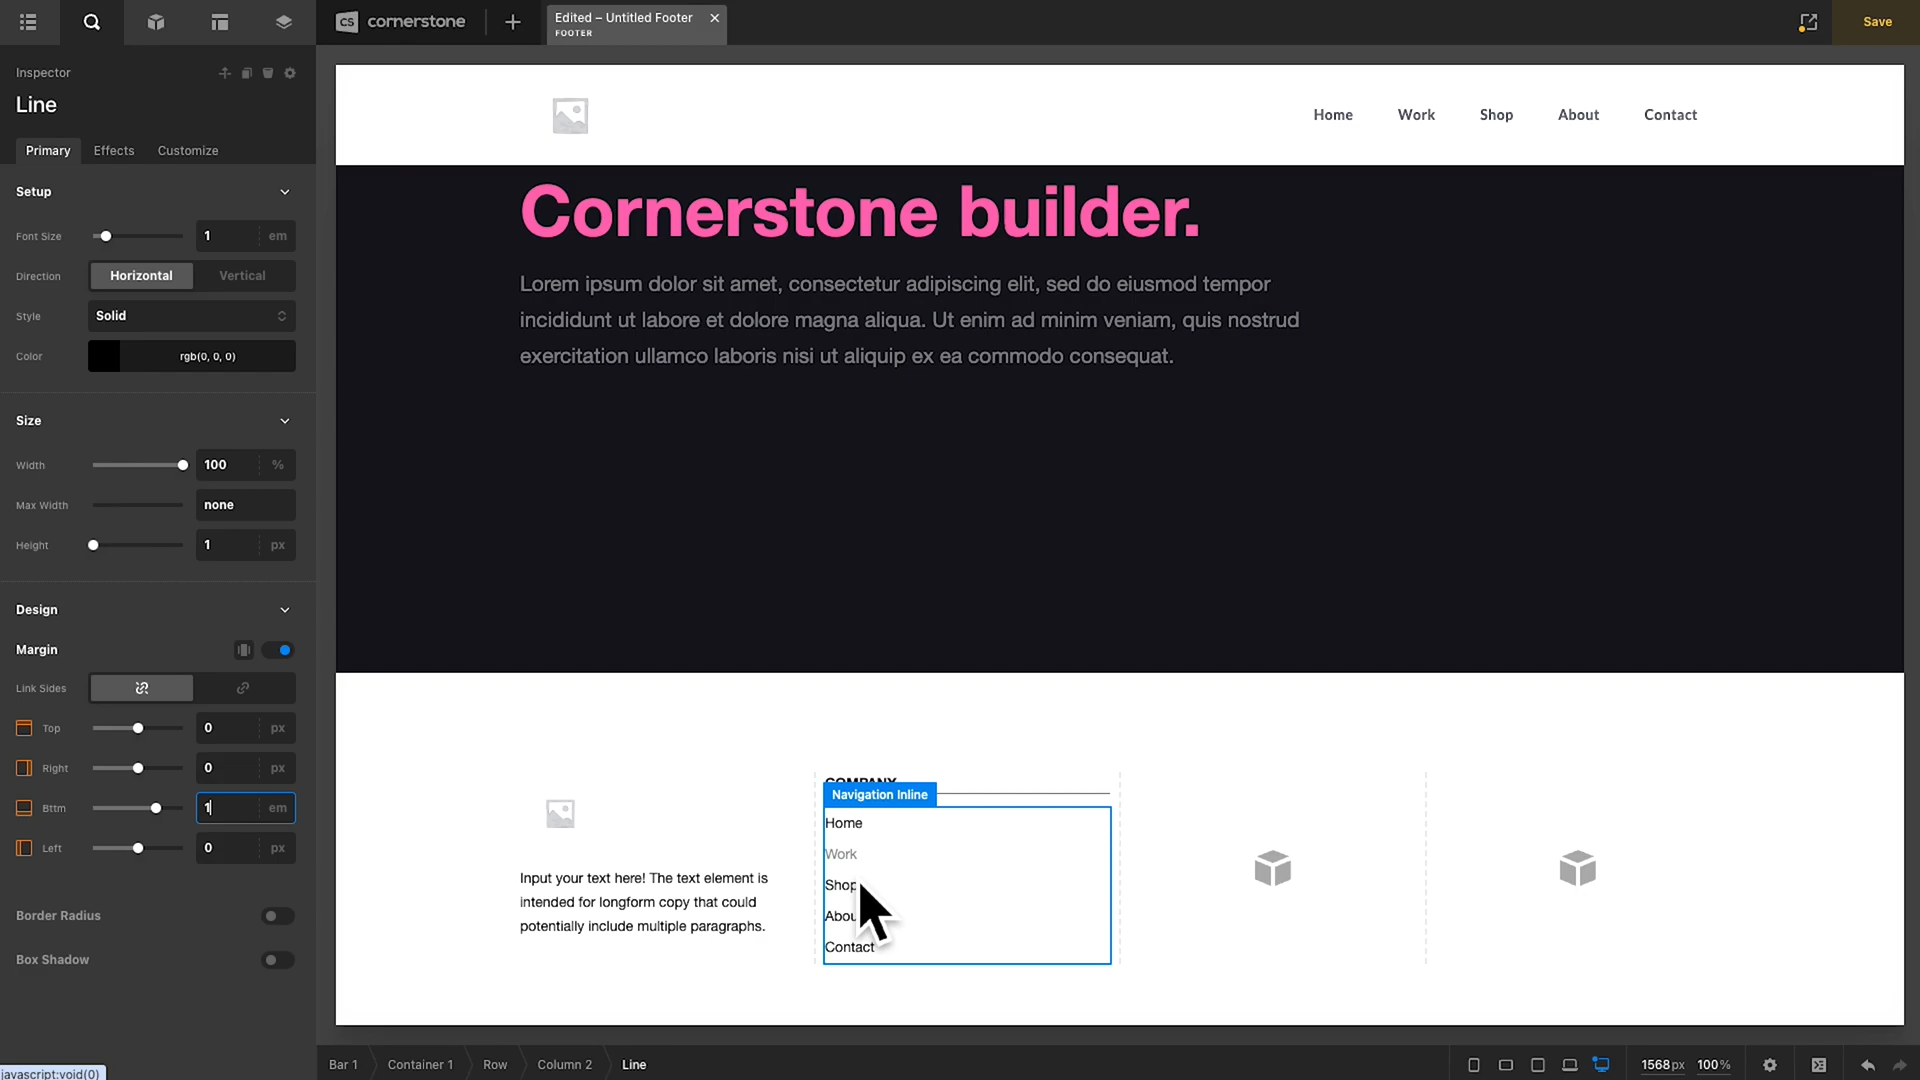 CS cornerstone
Edited – Untitled Footer
FOOTER
Save
Inspector
Line
Primary Effects Customize
Setup
Font Size 1 em
Direction Horizontal Vertical
Style Solid
Color rgb(0, 0, 0)
Size
Width 100 %
Max Width none
Height 1 px
Design
Margin
Link Sides
Top 0 px
Right 0 px
Bttm 1 em
Left 0 px
Border Radius
Box Shadow
javascript:void(0)
Home Work Shop About Contact
Cornerstone builder.
Lorem ipsum dolor sit amet, consectetur adipiscing elit, sed do eiusmod tempor
incididunt ut labore et dolore magna aliqua. Ut enim ad minim veniam, quis nostrud
exercitation ullamco laboris nisi ut aliquip ex ea commodo consequat.
Input your text here! The text element is
intended for longform copy that could
potentially include multiple paragraphs.
COMPANY
Navigation Inline
Home
Work
Shop
Abou
Contact
Bar 1 Container 1 Row Column 2 Line
1568px 100%